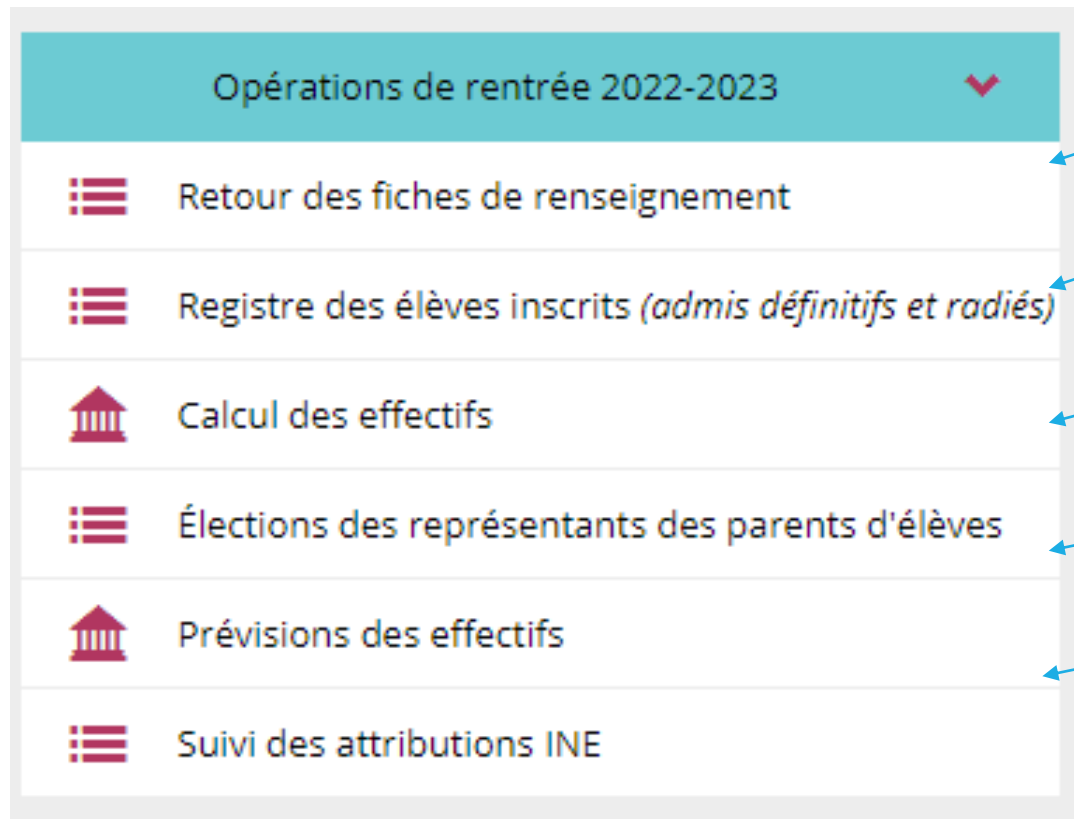 Opérations de rentrée 2022-2023
Retour des fiches de renseignement
Registre des élèves inscrits (admis définitifs et radiés)
Calcul des effectifs
Élections des représentants des parents d'élèves
Prévisions des effectifs
Suivi des attributions INE